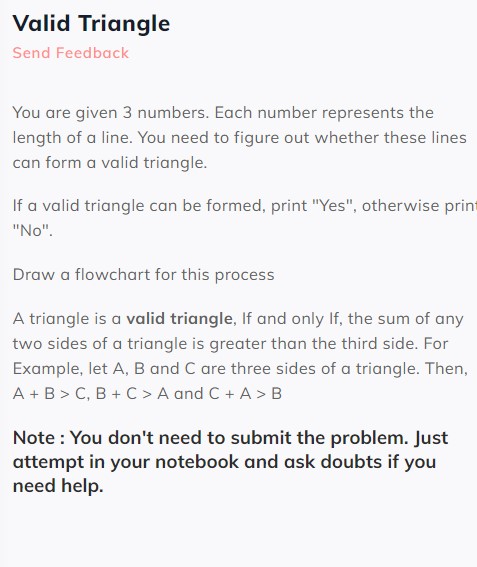 Valid Triangle
Send Feedback
You are given 3 numbers. Each number represents the
length of a line. You need to figure out whether these lines
can form a valid triangle.
If a valid triangle can be formed, print "Yes", otherwise print
"No".
Draw a flowchart for this process
A triangle is a valid triangle, If and only If, the sum of any
two sides of a triangle is greater than the third side. For
Example, let A, B and C are three sides of a triangle. Then,
A + B > C, B + C > A and C + A > B
Note : You don't need to submit the problem. Just
attempt in your notebook and ask doubts if you
need help.